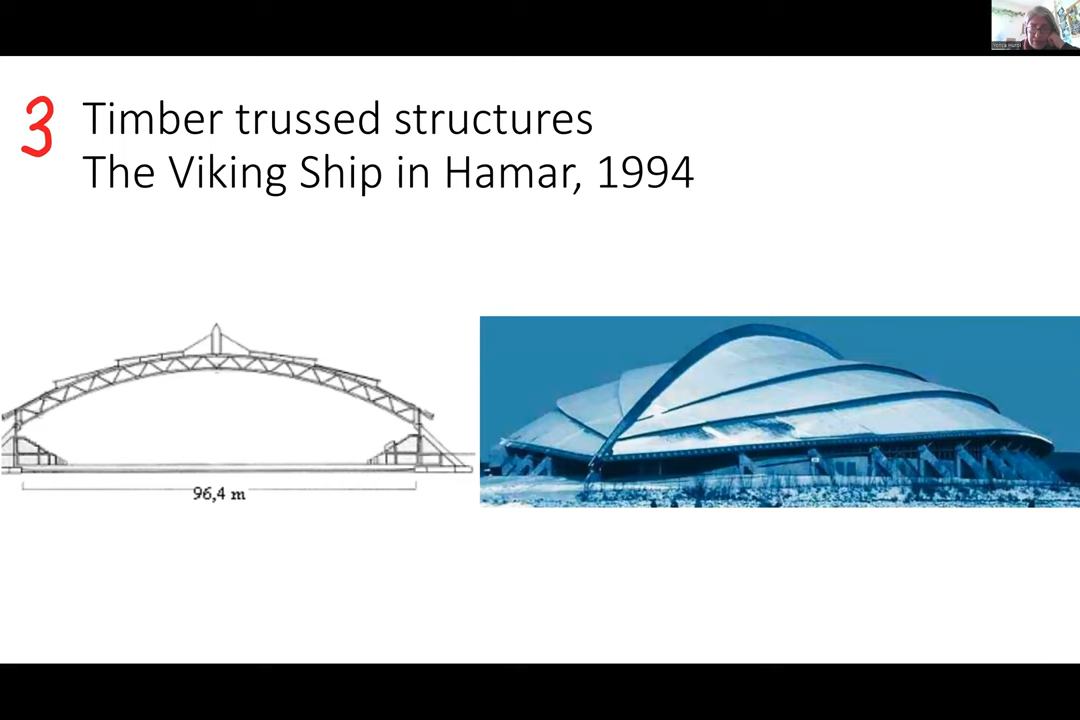 3
Timber trussed structures
The Viking Ship in Hamar, 1994
96,4 m